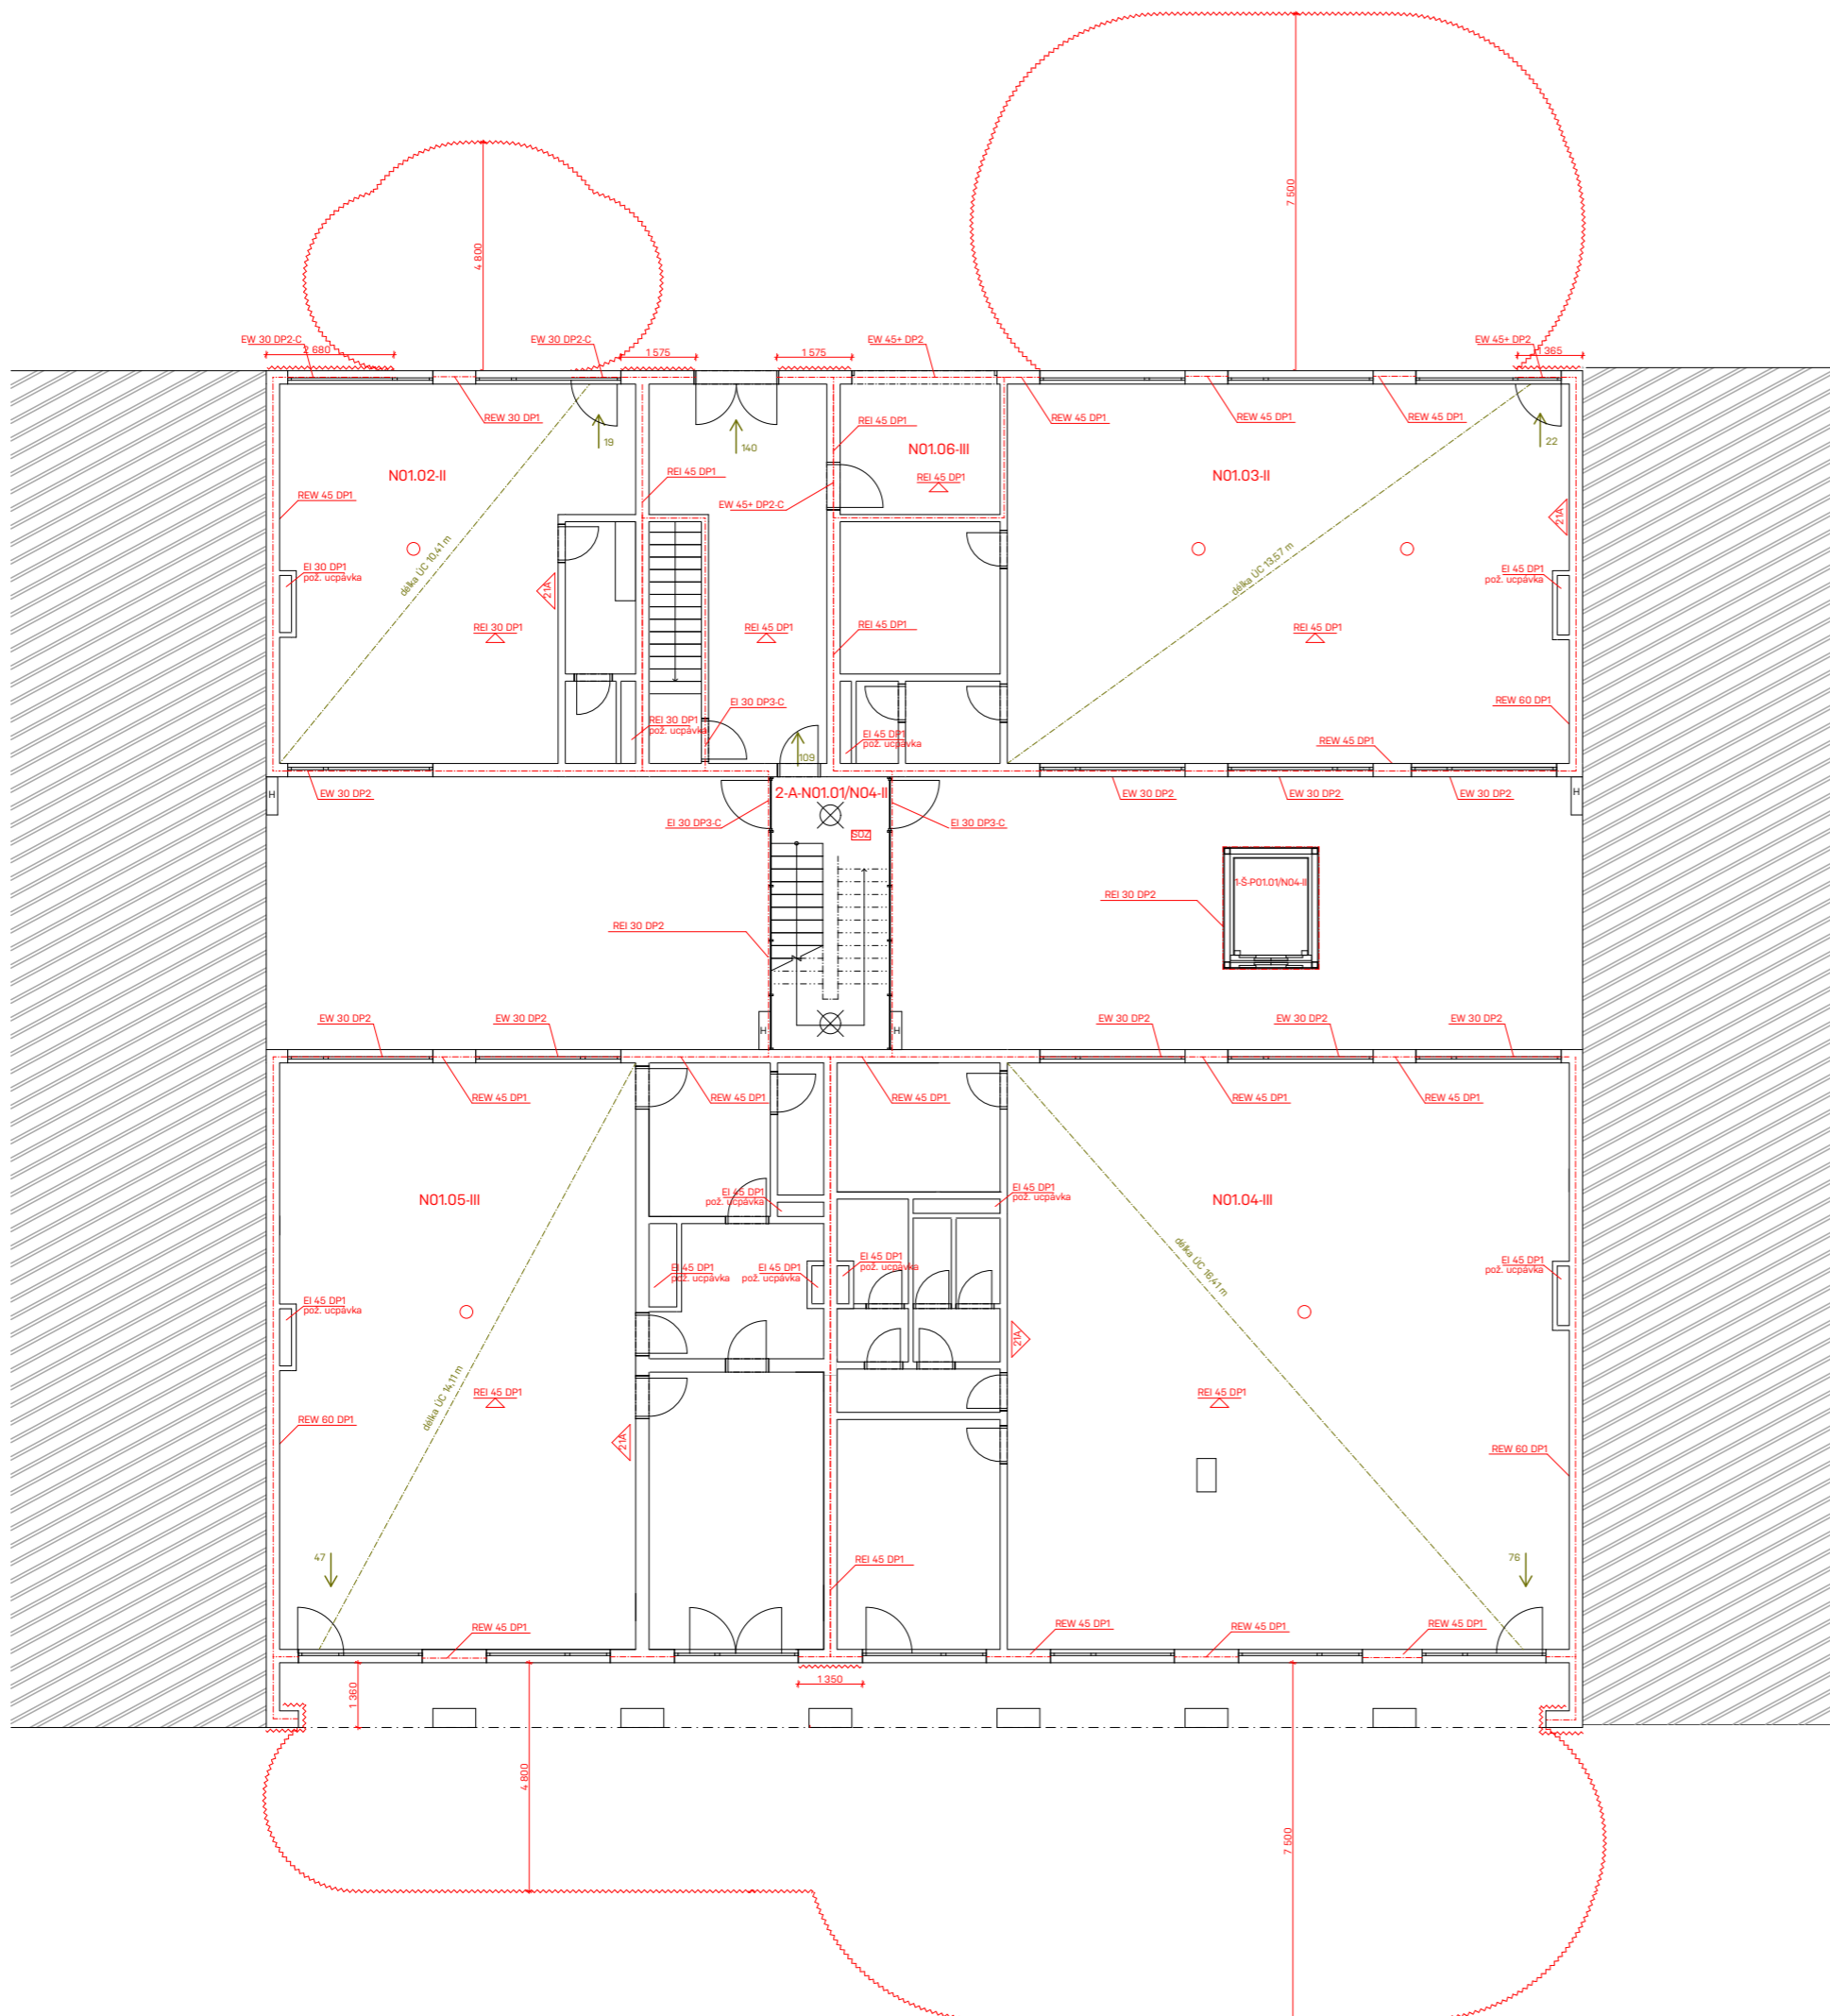 7 500
4 800
EW 30 DP2-C
2 680
EW 30 DP2-C
1 575
1 575
EW 45+ DP2
EW 45+ DP2
1 365
REW 30 DP1
REI 45 DP1
REW 45 DP1
REW 45 DP1
REW 45 DP1
19
140
22
N01.02-II
N01.06-III
N01.03-II
REI 45 DP1
REI 45 DP1
REW 45 DP1
EW 45+ DP2-C
21A
délka ÚC 10,41 m
délka ÚC 13,57 m
EI 30 DP1
pož. ucpávka
21A
EI 45 DP1
pož. ucpávka
REI 30 DP1
REI 45 DP1
REI 45 DP1
REI 45 DP1
EI 30 DP3-C
REW 60 DP1
REI 30 DP1
pož. ucpávka
EI 45 DP1
pož. ucpávka
REW 45 DP1
109
H
EW 30 DP2
2-A-N01.01/N04-II
EW 30 DP2
EW 30 DP2
EW 30 DP2
H
EI 30 DP3-C
SOZ
EI 30 DP3-C
1-Š-P01.01/N04-II
REI 30 DP2
REI 30 DP2
EW 30 DP2
EW 30 DP2
H
H
EW 30 DP2
EW 30 DP2
EW 30 DP2
REW 45 DP1
REW 45 DP1
REW 45 DP1
REW 45 DP1
REW 45 DP1
N01.05-III
EI 45 DP1
pož. ucpávka
EI 45 DP1
pož. ucpávka
N01.04-III
délka ÚC 16,41 m
EI 45 DP1
pož. ucpávka
EI 45 DP1
pož. ucpávka
EI 45 DP1
pož. ucpávka
EI 45 DP1
pož. ucpávka
EI 45 DP1
pož. ucpávka
21A
REI 45 DP1
délka ÚC 14,11 m
REI 45 DP1
REW 60 DP1
21A
REW 60 DP1
47
REI 45 DP1
76
REW 45 DP1
REW 45 DP1
REW 45 DP1
REW 45 DP1
1 360
1 350
4 800
7 500